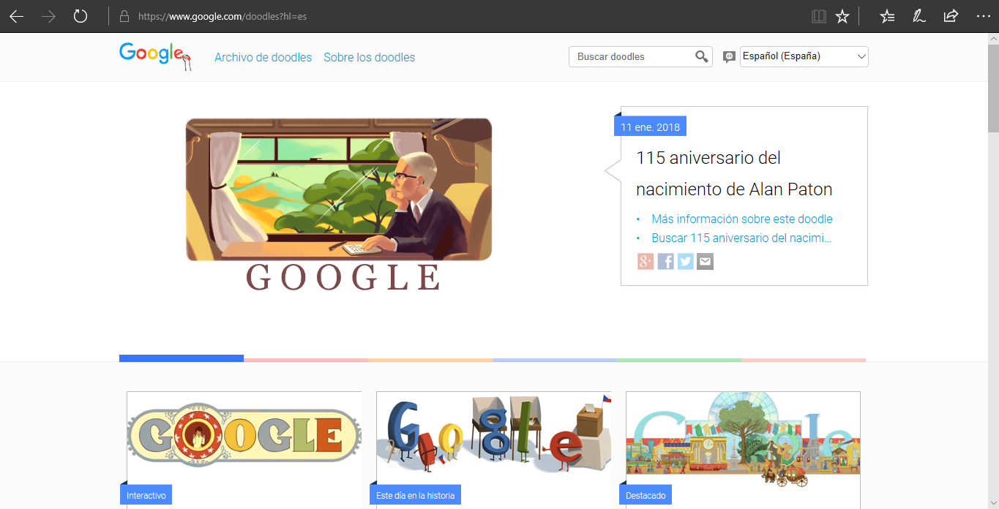 https://www.google.com/doodles?hl=es
Google
Archivo de doodles
Sobre los doodles
Buscar doodles
Español (España)
11 ene. 2018
115 aniversario del
nacimiento de Alan Paton
Más información sobre este doodle
Buscar 115 aniversario del nacimi...
GOOGLE
GOOGLE
Google
Google
Interactivo
Este día en la historia
Destacado